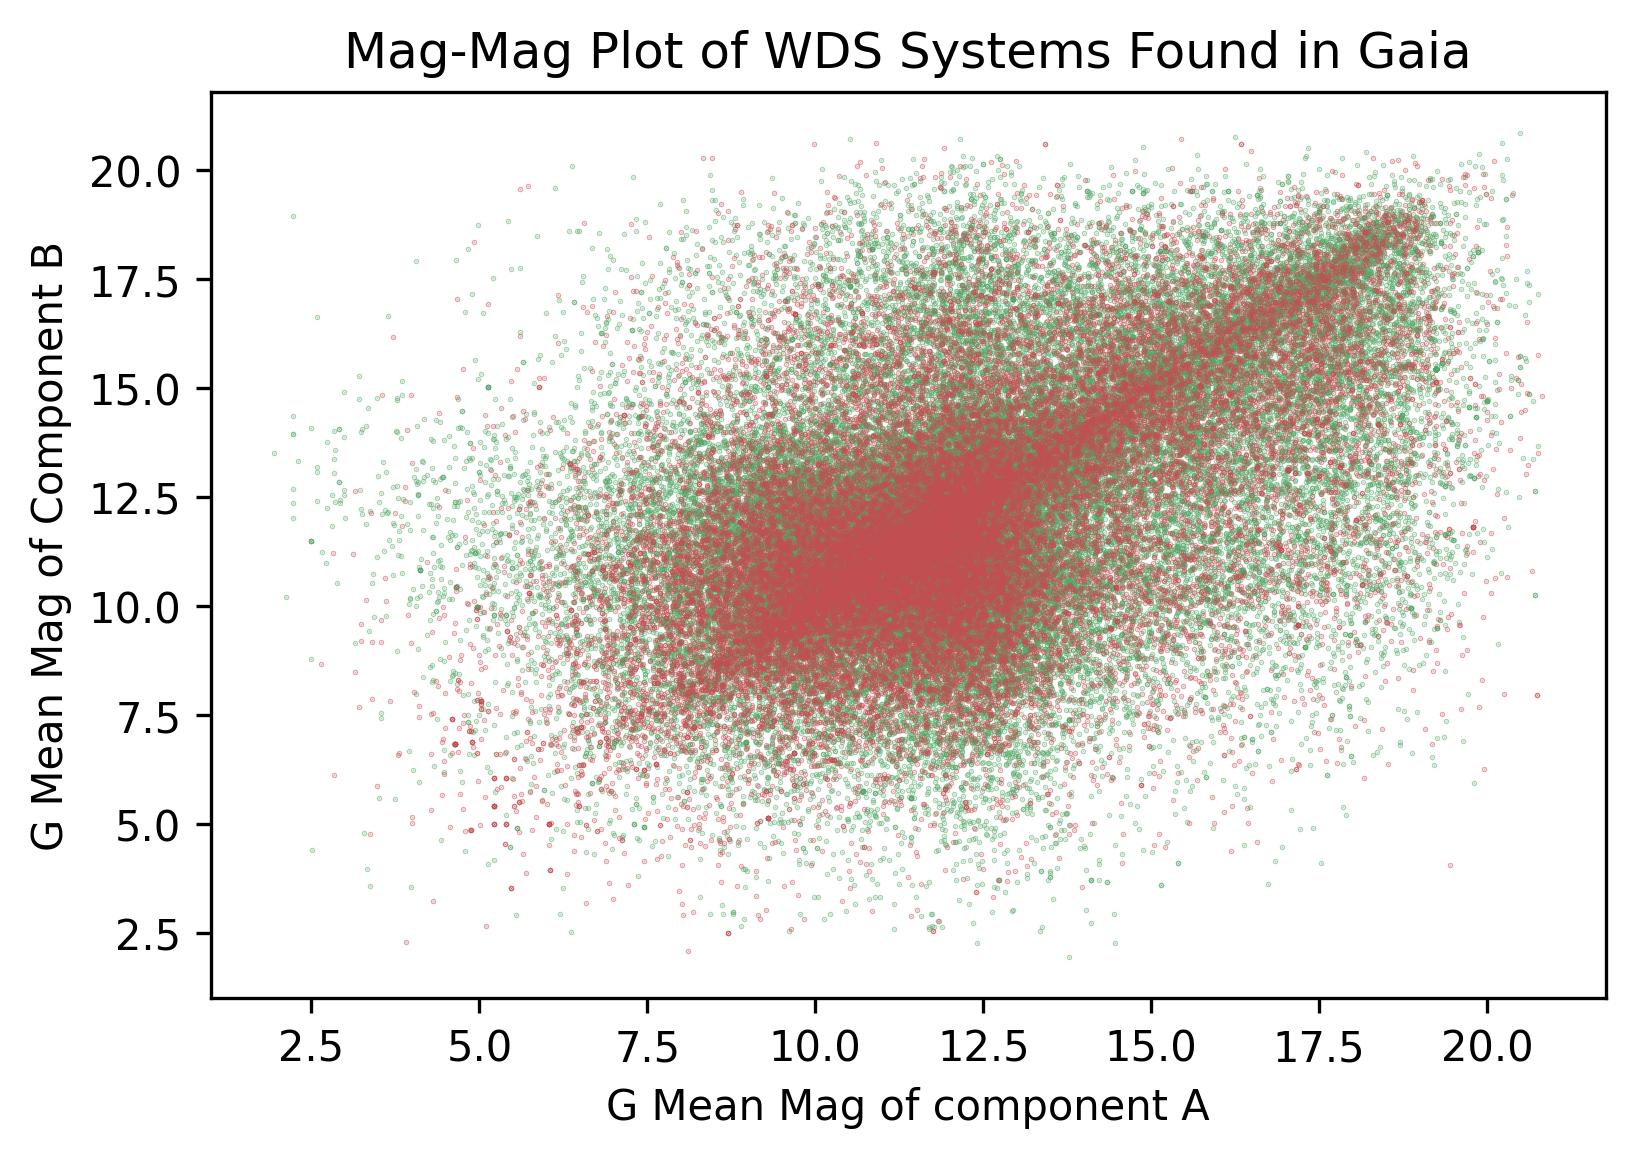 Mag-Mag Plot of WDS Systems Found in Gaia
G Mean Mag of Component B
20.0
17.5
15.0
12.5
10.0
7.5
5.0
2.5
2.5 5.0 7.5 10.0 12.5 15.0 17.5 20.0
G Mean Mag of component A